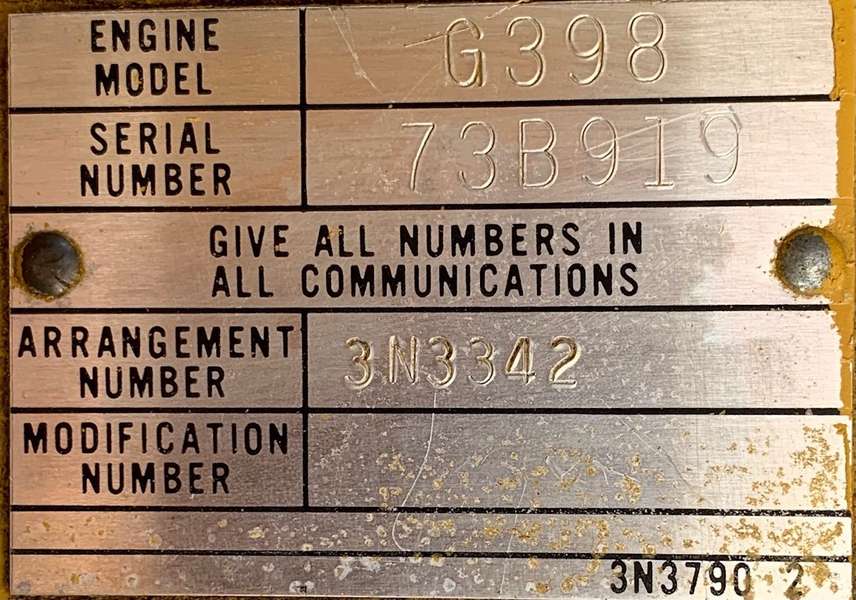 ENGINE
MODEL
G398
SERIAL
NUMBER
73B919
GIVE ALL NUMBERS IN
ALL COMMUNICATIONS
ARRANGEMENT
NUMBER
3N3342
MODIFICATION
NUMBER
3N3790 2